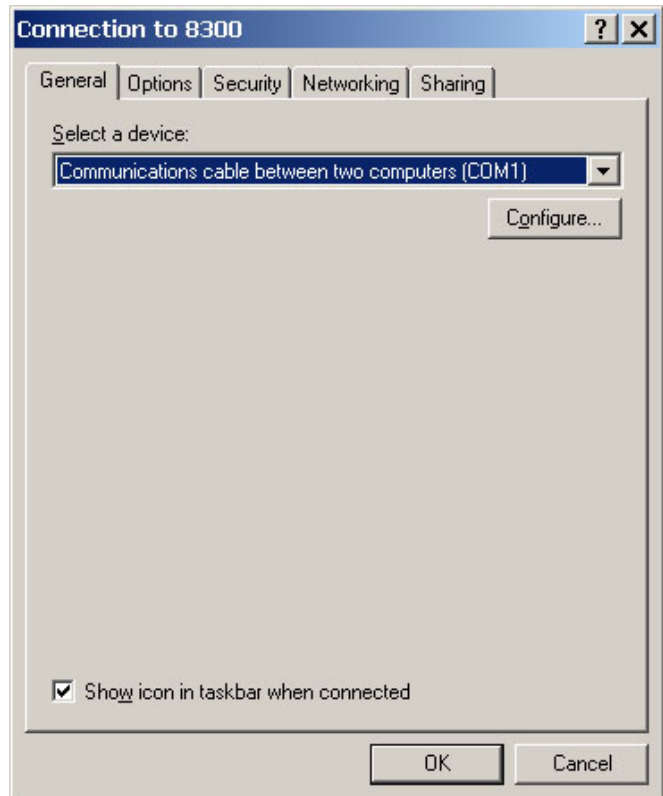 Connection to 8300
General Options Security Networking Sharing
Select a device:
Communications cable between two computers (COM1)
Configure...
Show icon in taskbar when connected
OK Cancel